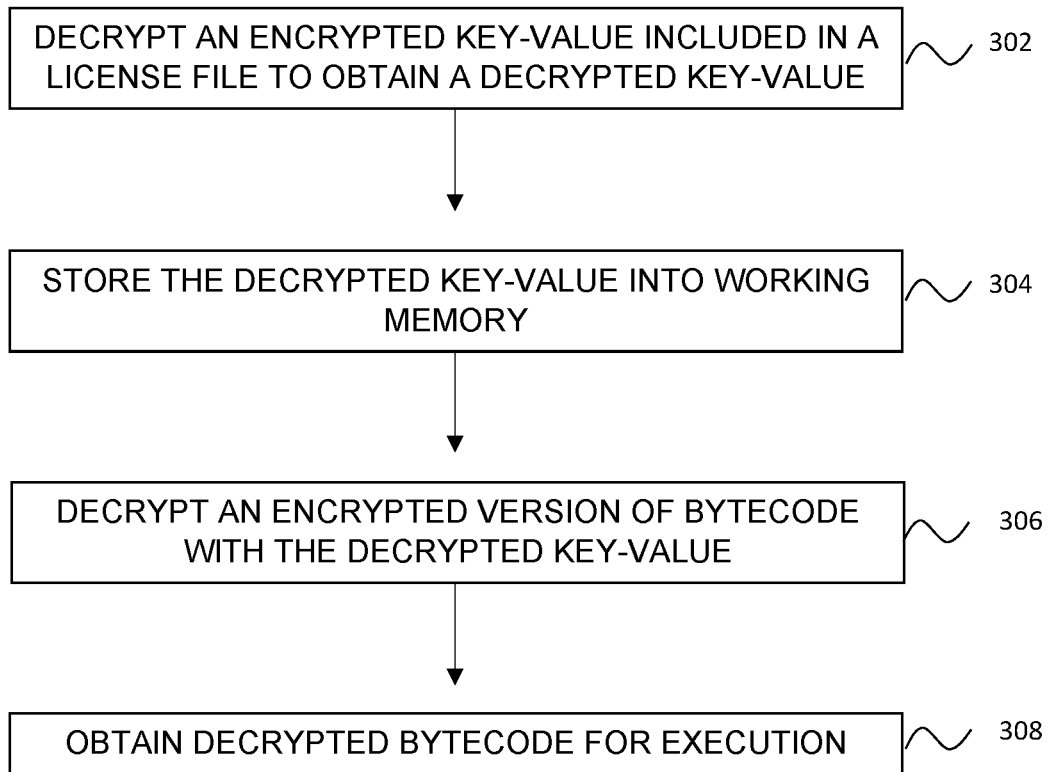 DECRYPT AN ENCRYPTED KEY-VALUE INCLUDED IN A
LICENSE FILE TO OBTAIN A DECRYPTED KEY-VALUE
302
STORE THE DECRYPTED KEY-VALUE INTO WORKING
MEMORY
304
DECRYPT AN ENCRYPTED VERSION OF BYTECODE
WITH THE DECRYPTED KEY-VALUE
306
OBTAIN DECRYPTED BYTECODE FOR EXECUTION
308